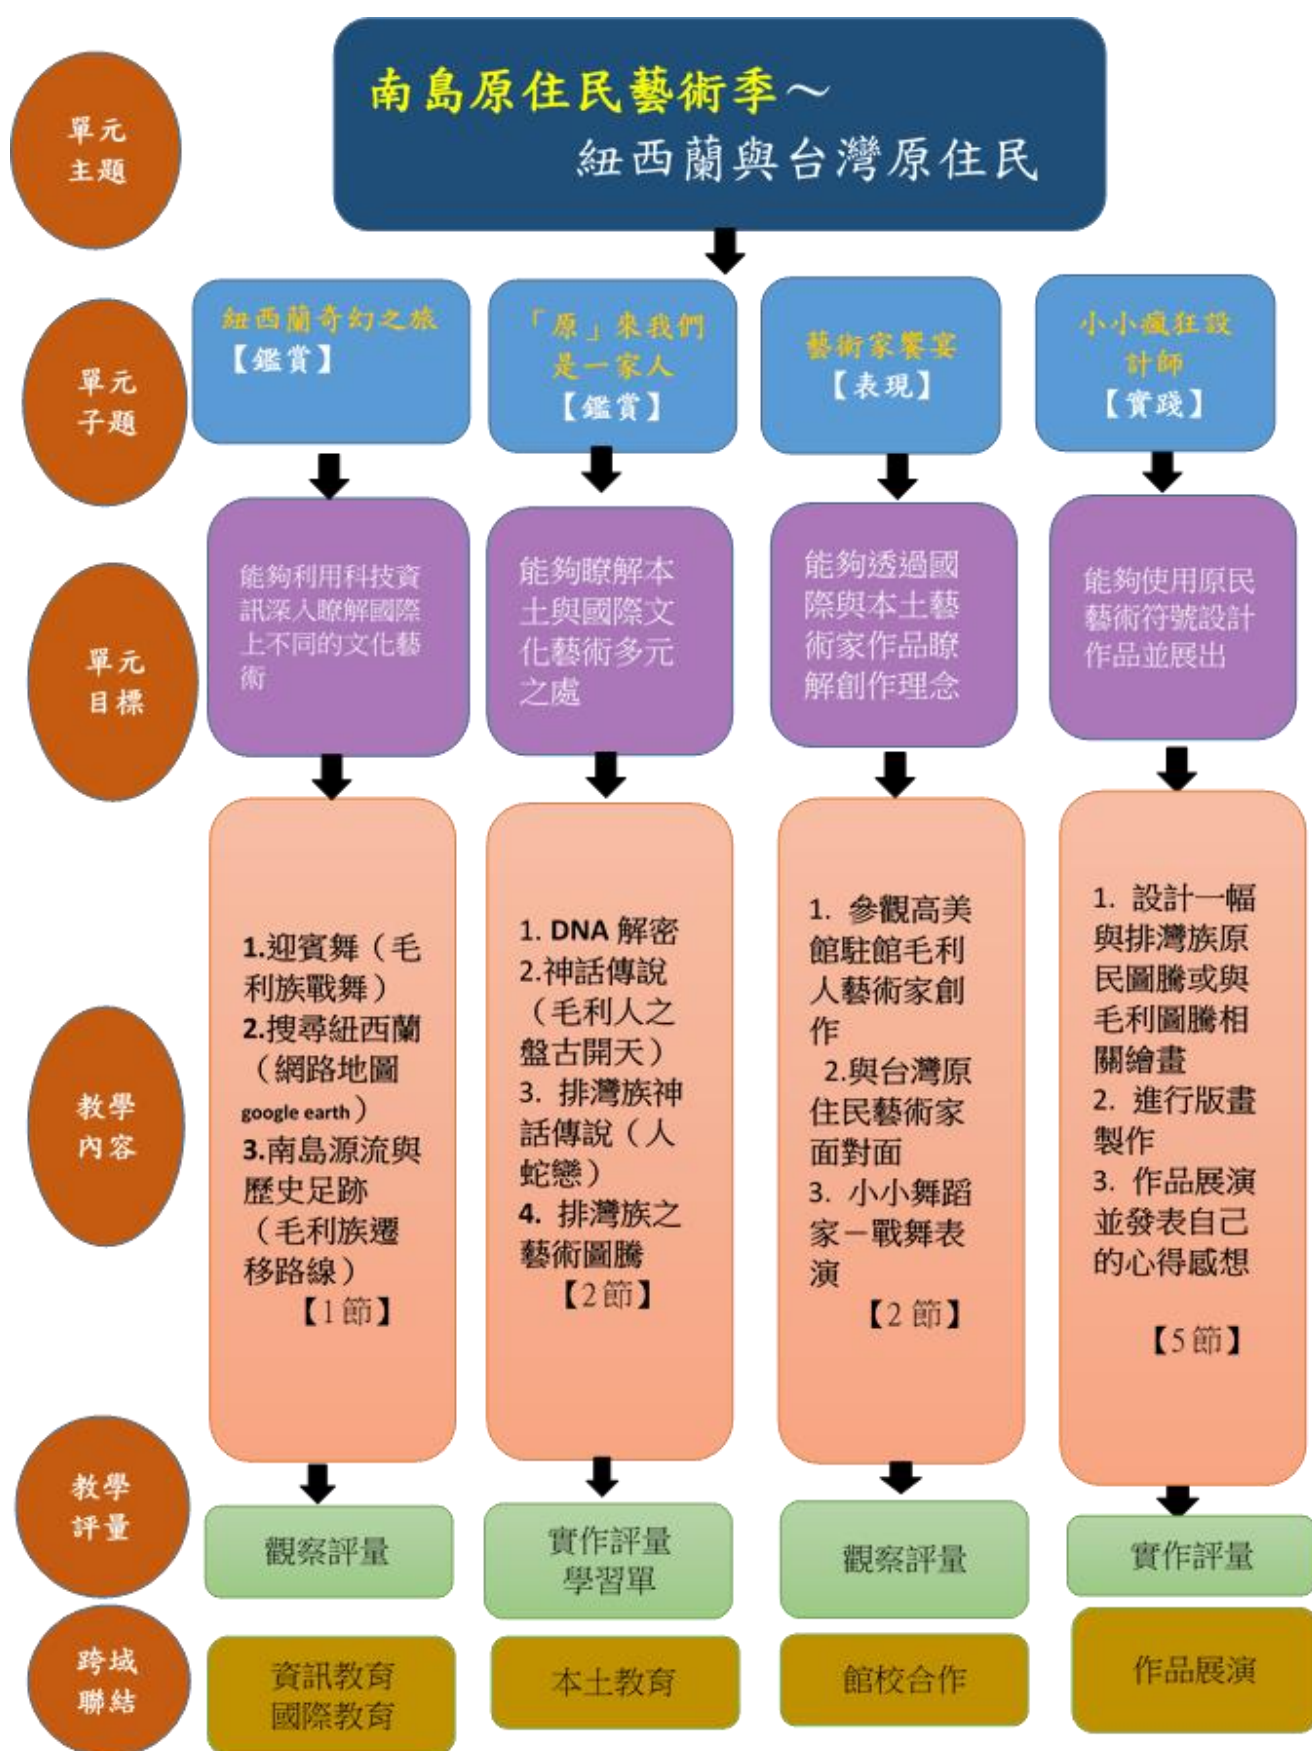 單元
主題
南島原住民藝術季～
紐西蘭與台灣原住民
單元
子題
紐西蘭奇幻之旅
【鑑賞】
「原」來我們
是一家人
【鑑賞】
藝術家饗宴
【表現】
小小瘋狂設
計師
【實踐】
單元
目標
能夠利用科技資
訊深入瞭解國際
上不同的文化藝
術
能夠瞭解本
土與國際文
化藝術多元
之處
能夠透過國
際與本土藝
術家作品瞭
解創作理念
能夠使用原民
藝術符號設計
作品並展出
教學
內容
1.迎賓舞（毛
利族戰舞）
2.搜尋紐西蘭
（網路地圖
google earth）
3.南島源流與
歷史足跡
（毛利族遷
移路線）
【1節】
1. DNA 解密
2.神話傳說
（毛利人之
盤古開天）
3. 排灣族神
話傳說（人
蛇戀）
4. 排灣族之
藝術圖騰
【2節】
1. 參觀高美
館駐館毛利
人藝術家創
作
2.與台灣原
住民藝術家
面對面
3. 小小舞蹈
家－戰舞表
演
【2節】
1. 設計一幅
與排灣族原
民圖騰或與
毛利圖騰相
關繪畫
2. 進行版畫
製作
3. 作品展演
並發表自己
的心得感想
【5節】
教學
評量
觀察評量
實作評量
學習單
觀察評量
實作評量
跨域
聯結
資訊教育
國際教育
本土教育
館校合作
作品展演